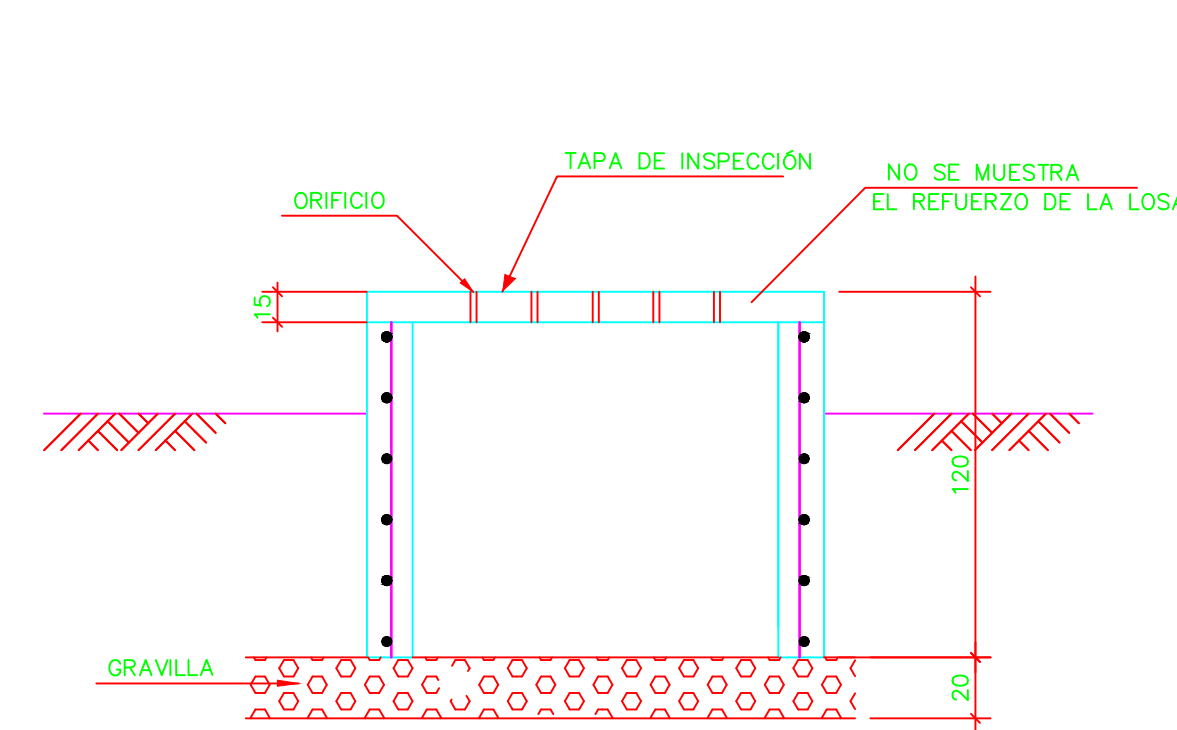 TAPA DE INSPECCIÓN
NO SE MUESTRA
EL REFUERZO DE LA LOSA
ORIFICIO
15
120
GRAVILLA
20